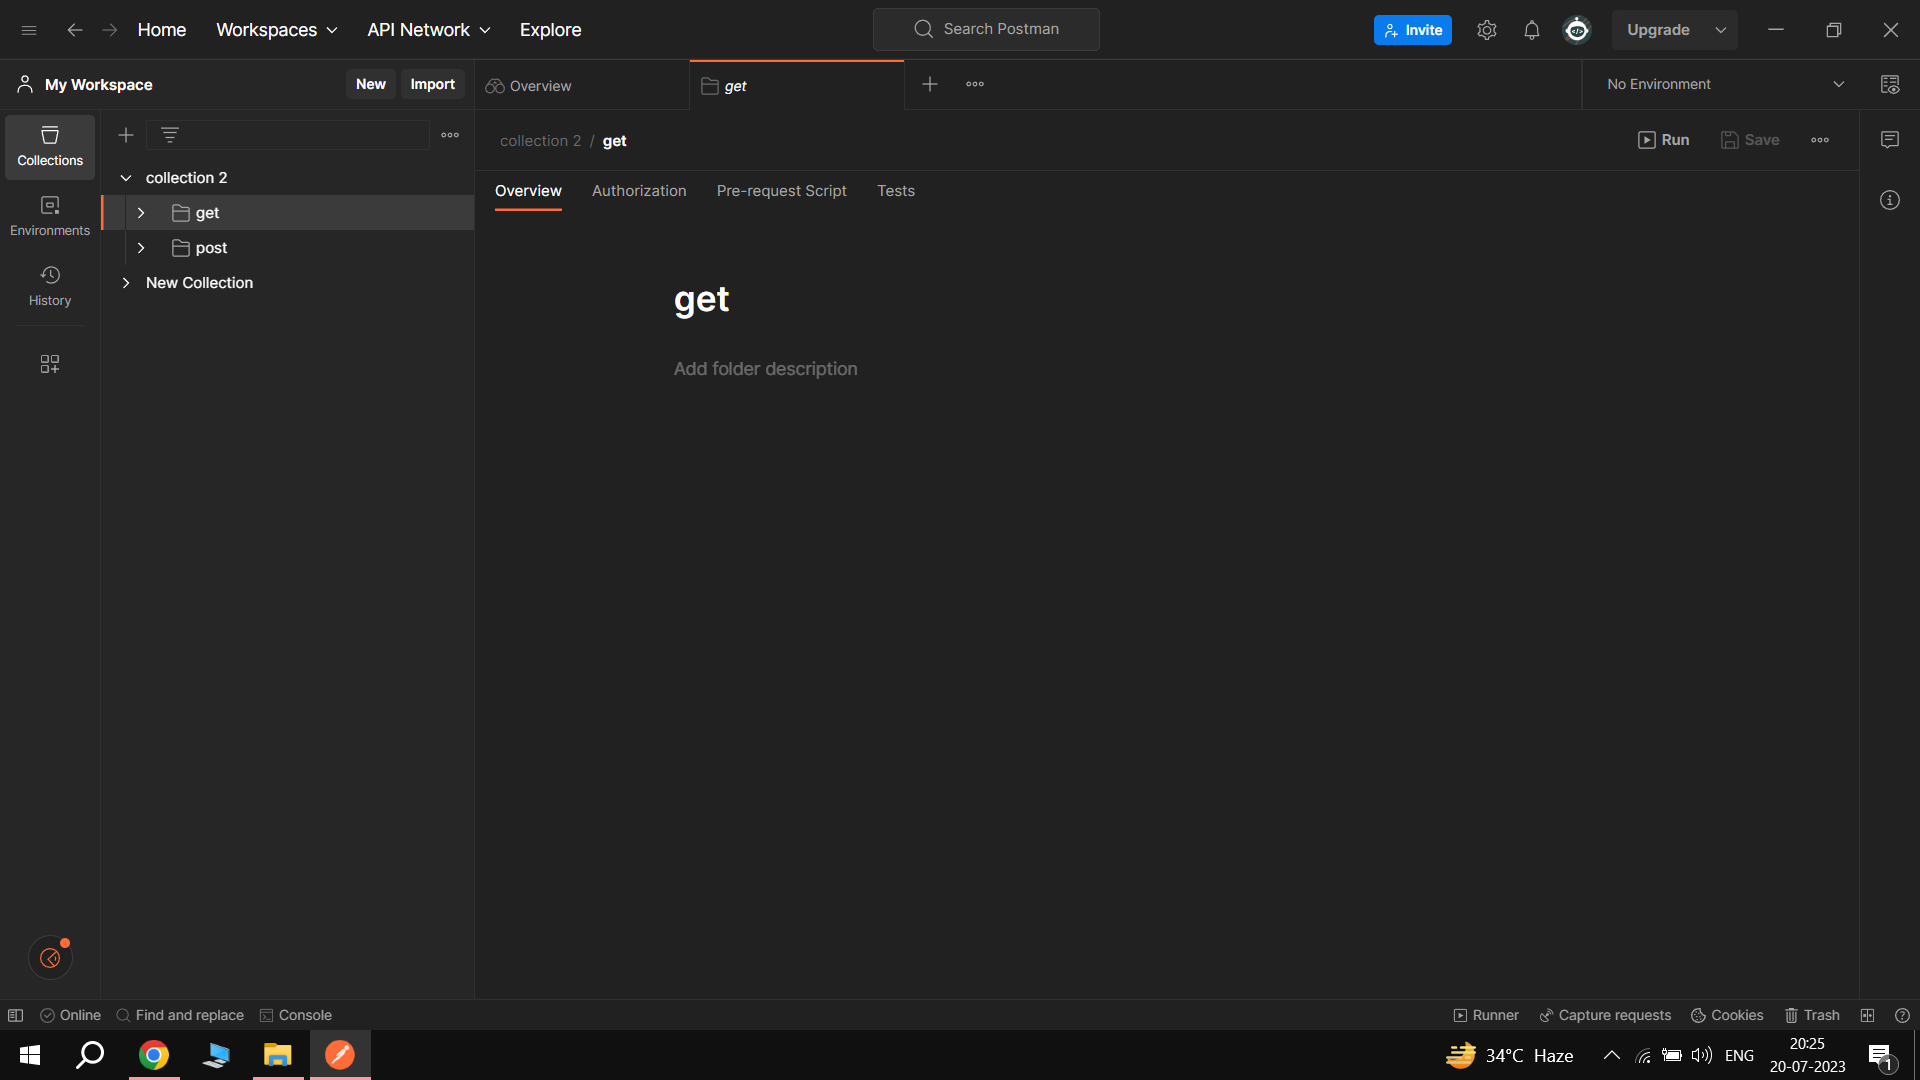 Home Workspaces API Network Explore Search Postman Invite Upgrade
My Workspace New Import Overview get No Environment
Collections
collection 2 / get Run Save
collection 2
Overview Authorization Pre-request Script Tests
get
Environments
post
History
New Collection
get
Add folder description
Online Find and replace Console Runner Capture requests Cookies Trash
34°C Haze ENG 20:25
20-07-2023
1